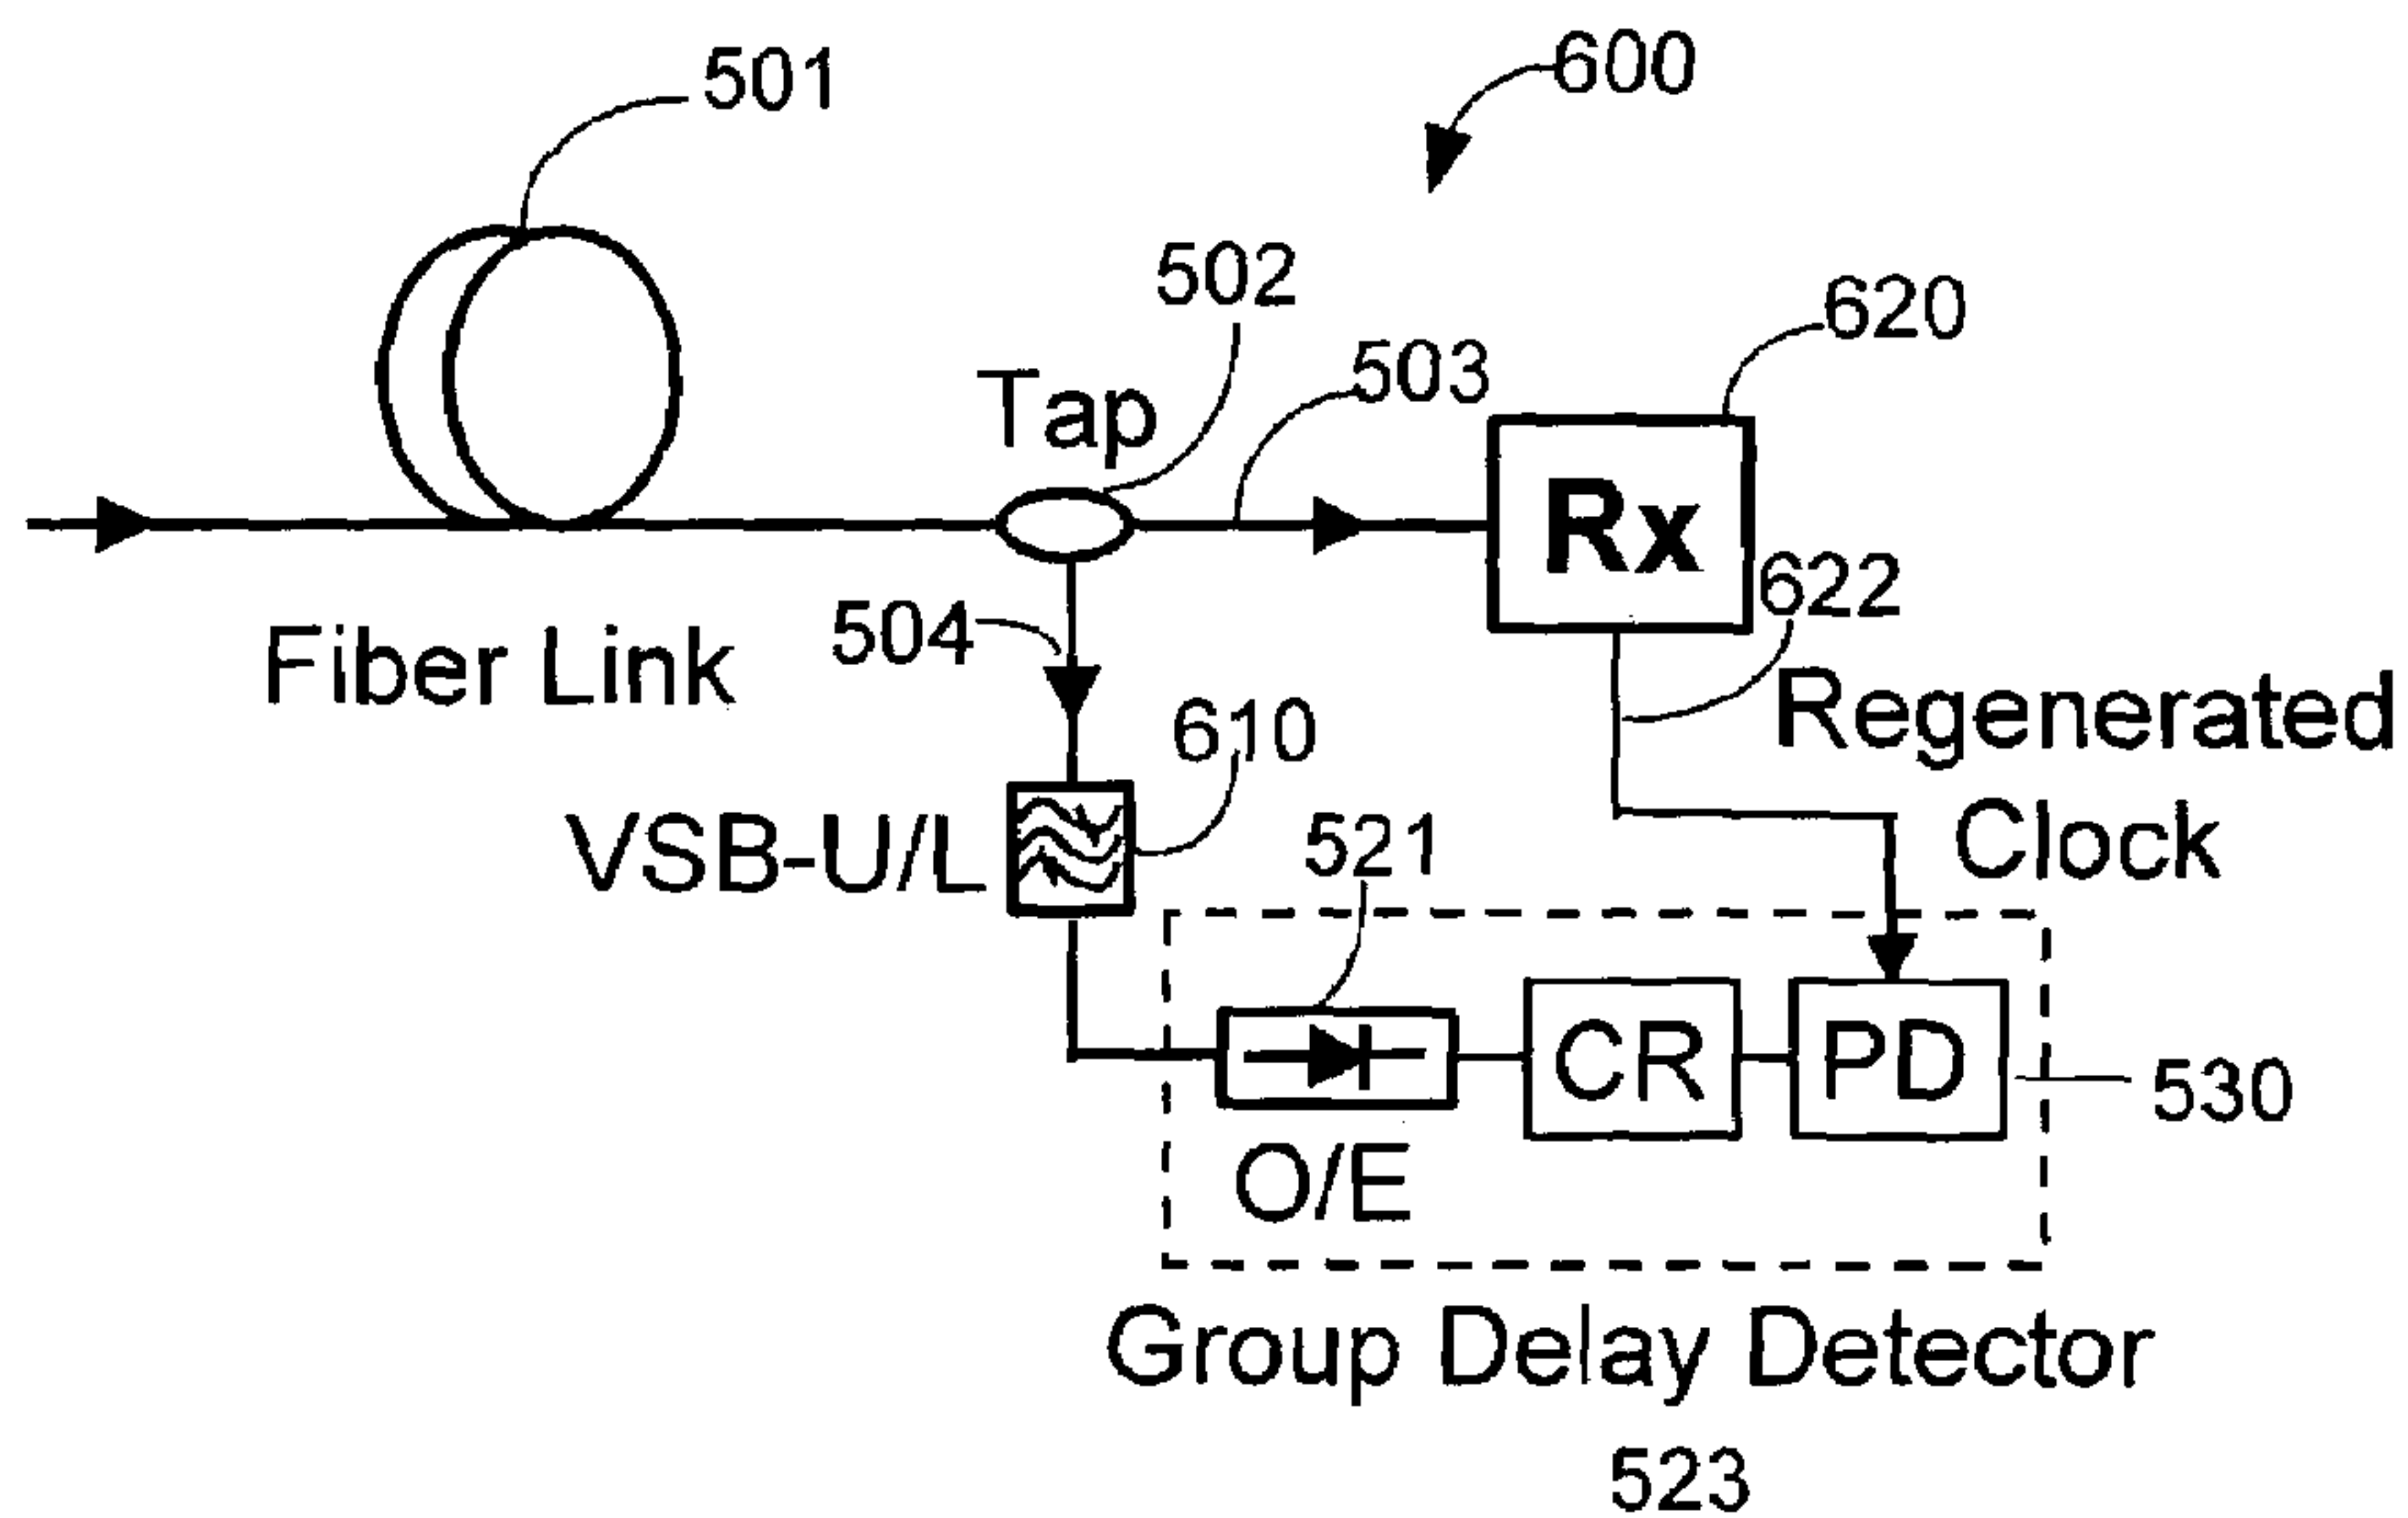 501
600
502
620
503
Tap
Rx
622
504
Fiber Link
Regenerated
610
Clock
VSB-U/L
521
CR
PD
530
O/E
Group Delay Detector
523